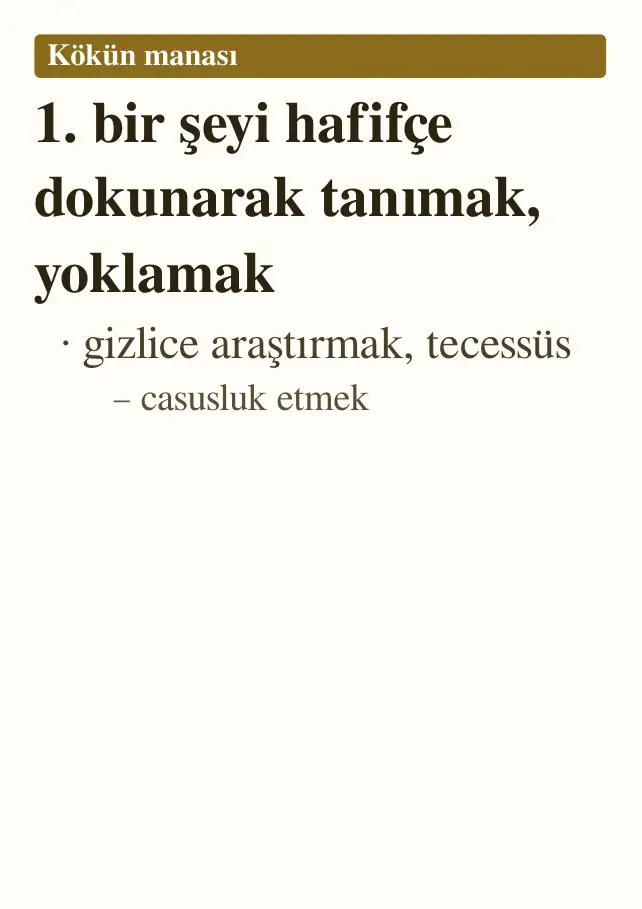 Kökün manası
1. bir şeyi hafifçe
dokunarak tanımak,
yoklamak
· gizlice araştırmak, tecessüs
– casusluk etmek